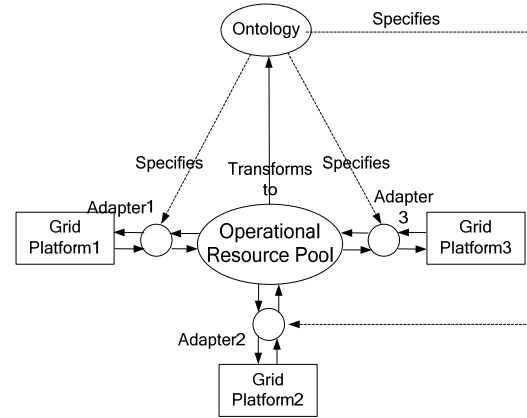 Ontology
Specifies
Specifies
Transforms
to
Specifies
Adapter1
Adapter
3
Grid
Platform1
Operational
Resource Pool
Grid
Platform3
Adapter2
Grid
Platform2